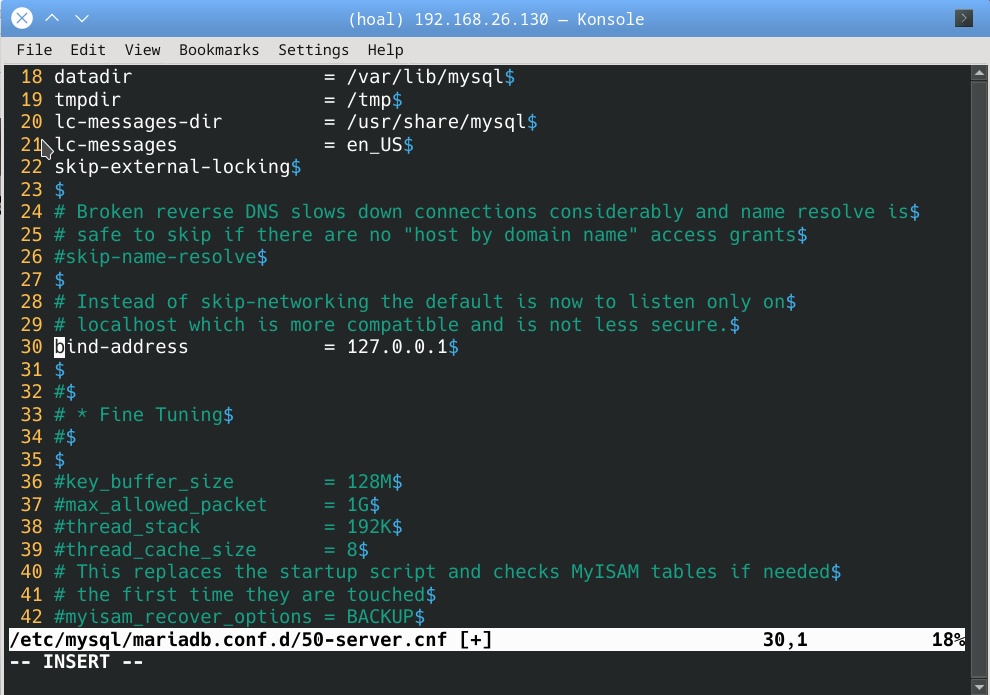 (hoal) 192.168.26.130 — Konsole
File Edit View Bookmarks Settings Help
18 datadir = /var/lib/mysql$
19 tmpdir = /tmp$
20 lc-messages-dir = /usr/share/mysql$
21 lc-messages = en_US$
22 skip-external-locking$
23 $
24 # Broken reverse DNS slows down connections considerably and name resolve is$
25 # safe to skip if there are no "host by domain name" access grants$
26 #skip-name-resolve$
27 $
28 # Instead of skip-networking the default is now to listen only on$
29 # localhost which is more compatible and is not less secure.$
30 bind-address = 127.0.0.1$
31 $
32 #$
33 # * Fine Tuning$
34 #$
35 $
36 #key_buffer_size = 128M$
37 #max_allowed_packet = 1G$
38 #thread_stack = 192K$
39 #thread_cache_size = 8$
40 # This replaces the startup script and checks MyISAM tables if needed$
41 # the first time they are touched$
42 #myisam_recover_options = BACKUP$
/etc/mysql/mariadb.conf.d/50-server.cnf [+] 30,1 18%
-- INSERT --